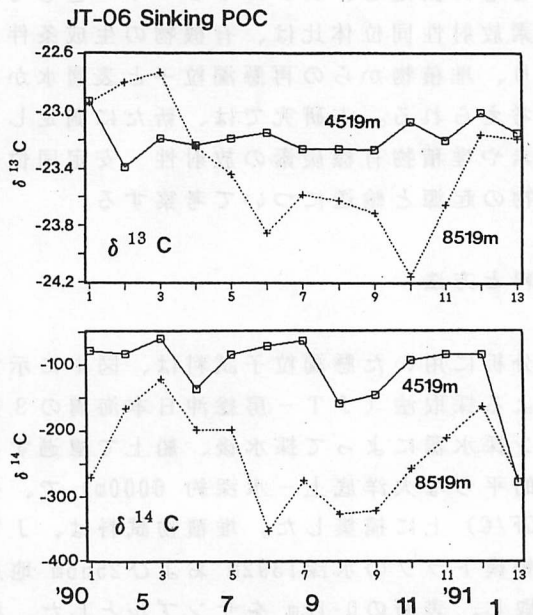 JT-06 Sinking POC
-22.6
-23.0
-23.4
-23.8
-24.2
δ ¹³ C
4519m
8519m
δ ¹³ C
1 3 5 7 9 11 13
-100
-200
-300
-400
δ ¹⁴ C
4519m
8519m
δ ¹⁴ C
1 3 5 7 9 11 13
'90 5 7 9 11 '91 1